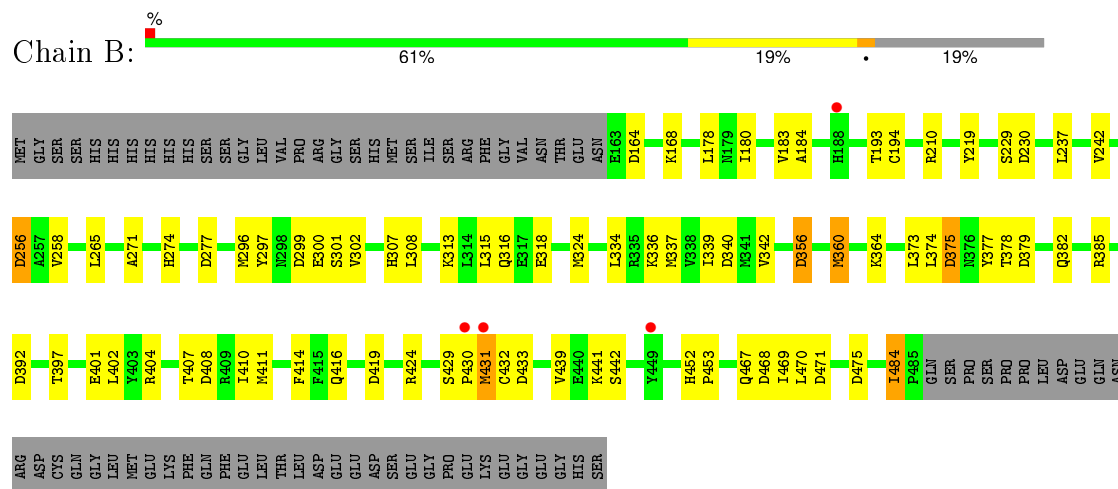 %
Chain B:
61% 19% • 19%
MET GLY SER SER HIS HIS HIS HIS HIS HIS SER SER GLY LEU VAL PRO ARG GLY SER HIS MET SER ILE SER ARG PHE GLY VAL ASN THR GLU ASN E163 D164 K168 L178 N179 I180 V183 A184 H188 T193 C194 R210 Y219 S229 D230 L237 V242
D256 A257 V258 L265 A271 H274 D277 M296 Y297 N298 D299 E300 S301 V302 H307 L308 K313 L314 L315 Q316 E317 E318 M324 L334 R335 K336 M337 V338 I339 D340 M341 V342 D356 M360 K364 L373 L374 D375 N376 Y377 T378 D379 Q382 R385
D392 T397 E401 L402 Y403 R404 T407 D408 R409 I410 M411 F414 F415 Q416 D419 R424 S429 P430 M431 C432 D433 V439 E440 K441 S442 Y449 H452 P453 Q467 D468 I469 L470 D471 D475 I484 P485 GLN SER PRO SER PRO PRO LEU ASP GLU GLN ASN
ARG ASP CYS GLN GLY LEU MET GLU LYS PHE GLN PHE GLU LEU THR LEU ASP GLU GLU ASP SER GLU GLY PRO GLU LYS GLU GLY GLU GLY HIS SER